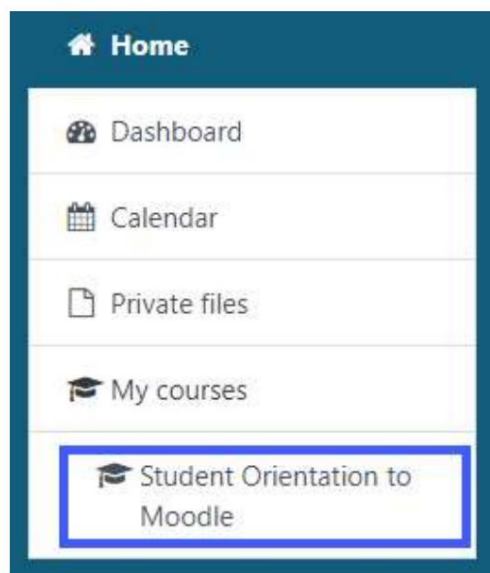 Home
Dashboard
Calendar
Private files
My courses
Student Orientation to
Moodle